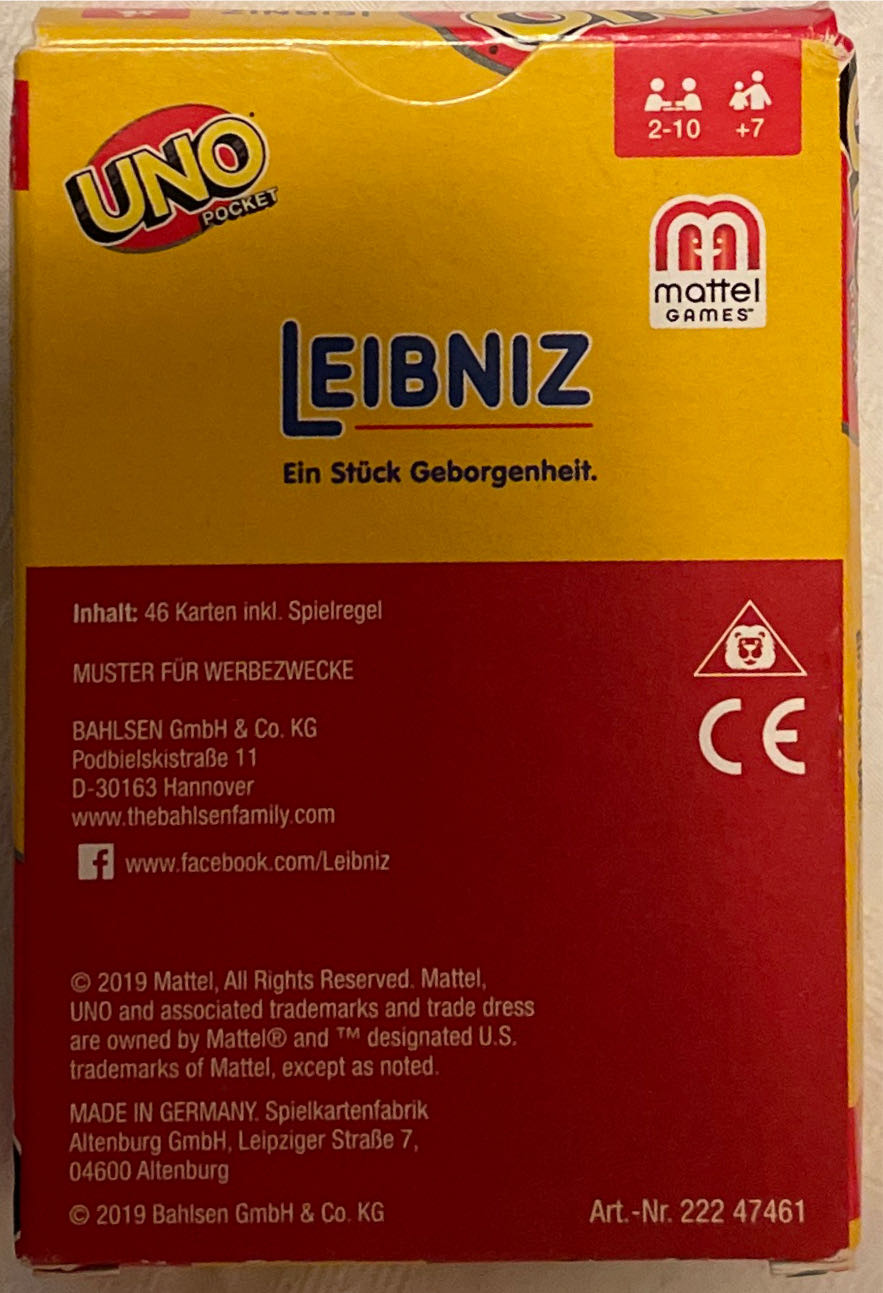 2-10 +7
UNO
POCKET
mattel
GAMES™
LEIBNIZ
Ein Stück Geborgenheit.
Inhalt: 46 Karten inkl. Spielregel
MUSTER FÜR WERBEZWECKE
BAHLSEN GmbH & Co. KG
Podbielskistraße 11
D-30163 Hannover
www.thebahlsenfamily.com
f www.facebook.com/Leibniz
CE
© 2019 Mattel, All Rights Reserved. Mattel,
UNO and associated trademarks and trade dress
are owned by Mattel® and ™ designated U.S.
trademarks of Mattel, except as noted.
MADE IN GERMANY. Spielkartenfabrik
Altenburg GmbH, Leipziger Straße 7,
04600 Altenburg
© 2019 Bahlsen GmbH & Co. KG
Art.-Nr. 222 47461